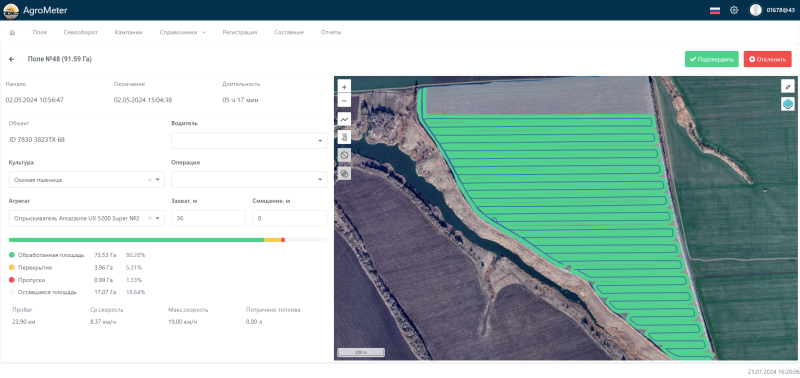 AgroMeter
01678@43
Поля Севооборот Кампании Справочники Регистрация Составные Отчеты
Поле №48 (91.59 Га)
Подтвердить Отклонить
Начало Окончание Длительность
02.05.2024 10:56:47 02.05.2024 15:04:38 05 ч 17 мин
Объект Водитель
JD 7830 3823TX 68
Культура Операция
Озимая пшеница
Агрегат Захват, м Смещение, м
Опрыскиватель Amazaone UX 5200 Super №2 36 0
Обработанная площадь 73.53 Га 80.28%
Перекрытия 3.96 Га 5.31%
Пропуски 0.99 Га 1.33%
Оставшаяся площадь 17.07 Га 18.64%
Пробег Ср.скорость Макс.скорость Потрачено топлива
23.90 км 8.37 км/ч 19.00 км/ч 0.00 л
200 m
21.07.2024 16:20:06